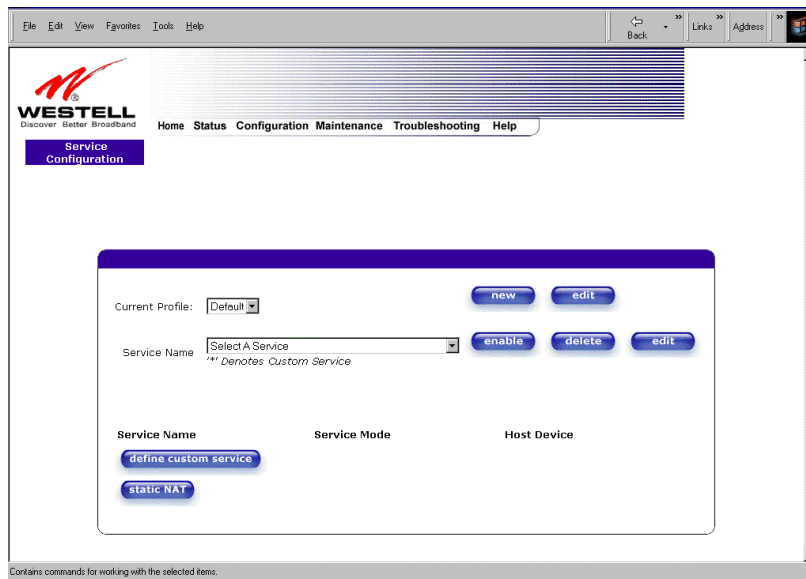 File Edit View Favorites Tools Help
Back
Links
Address
WESTELL
Discover Better Broadband
Home Status Configuration Maintenance Troubleshooting Help
Service
Configuration
Current Profile: Default new edit
Service Name Select A Service enable delete edit
'*' Denotes Custom Service
Service Name Service Mode Host Device
define custom service
static NAT
Contains commands for working with the selected items.